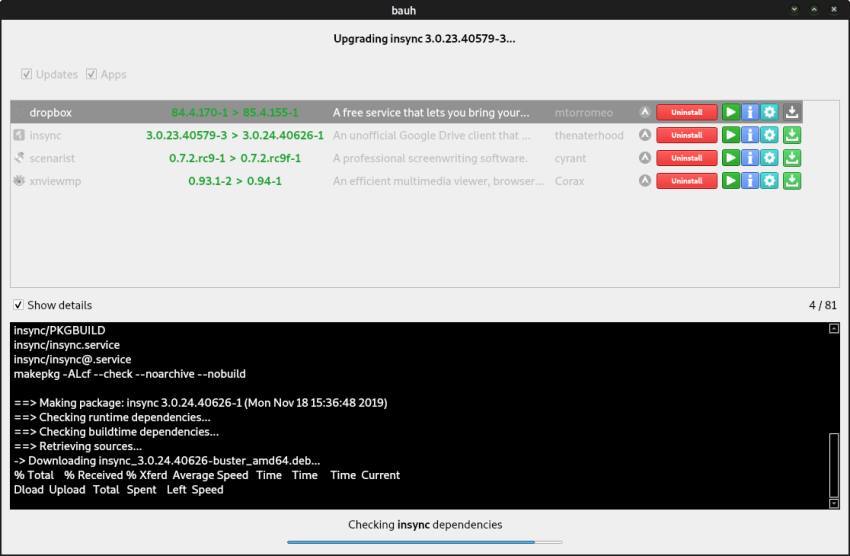 bauh
Upgrading insync 3.0.23.40579-3...
Updates Apps
dropbox 84.4.170-1 > 85.4.155-1 A free service that lets you bring your... mtorromeo Uninstall
insync 3.0.23.40579-3 > 3.0.24.40626-1 An unofficial Google Drive client that ... thenaterhood Uninstall
scenarist 0.7.2.rc9-1 > 0.7.2.rc9f-1 A professional screenwriting software. cyrant Uninstall
xnviewmp 0.93.1-2 > 0.94-1 An efficient multimedia viewer, browser... Corax Uninstall
Show details 4 / 81
insync/PKGBUILD
insync/insync.service
insync/insync@.service
makepkg -ALcf --check --noarchive --nobuild
==> Making package: insync 3.0.24.40626-1 (Mon Nov 18 15:36:48 2019)
==> Checking runtime dependencies...
==> Checking buildtime dependencies...
==> Retrieving sources...
-> Downloading insync_3.0.24.40626-buster_amd64.deb...
% Total % Received % Xferd Average Speed Time Time Time Current
Dload Upload Total Spent Left Speed
Checking insync dependencies